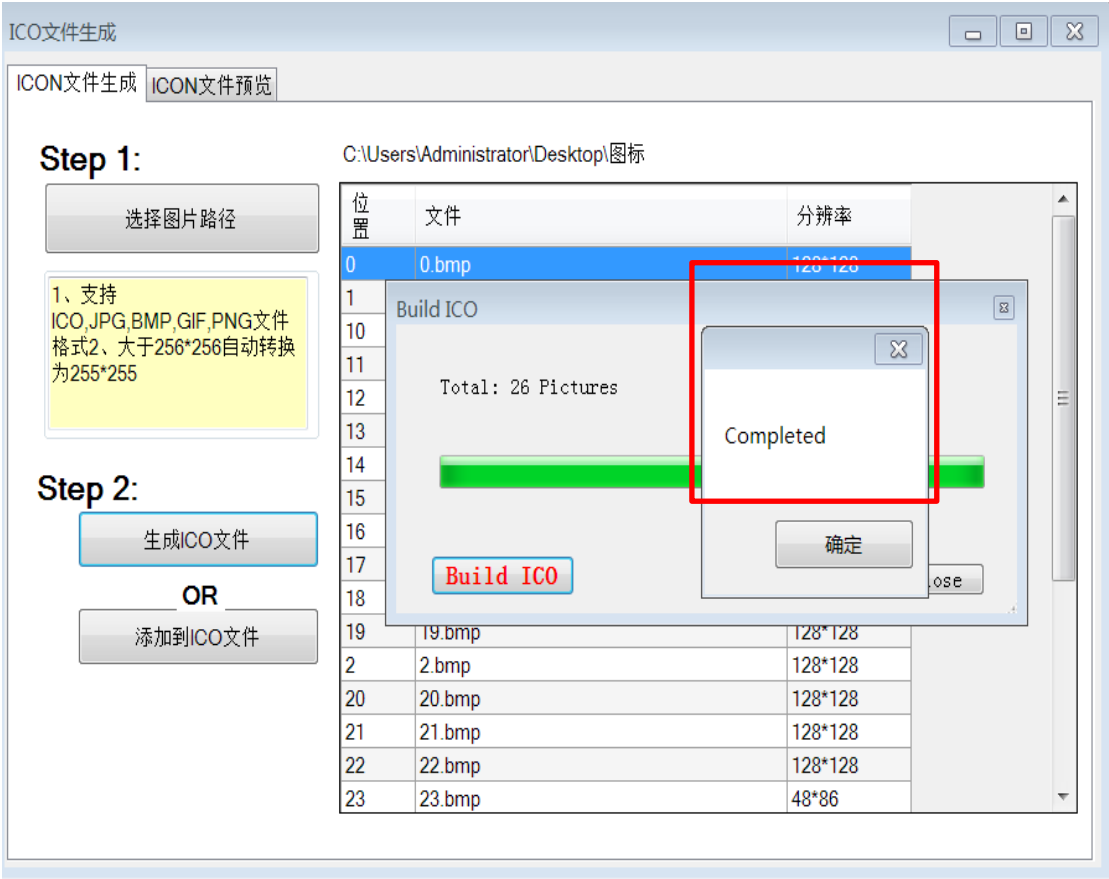 ICO文件生成
ICON文件生成 ICON文件预览
Step 1:
选择图片路径
1、支持
ICO,JPG,BMP,GIF,PNG文件
格式2、大于256*256自动转换
为255*255
Step 2:
生成ICO文件
OR
添加到ICO文件
C:\Users\Administrator\Desktop\图标
位置 文件 分辨率
0 0.bmp 128*128
1
10
11
12
13
14
15
16
17
18
19 19.bmp 128*128
2 2.bmp 128*128
20 20.bmp 128*128
21 21.bmp 128*128
22 22.bmp 128*128
23 23.bmp 48*86
Build ICO
Total: 26 Pictures
Build ICO
Completed
确定